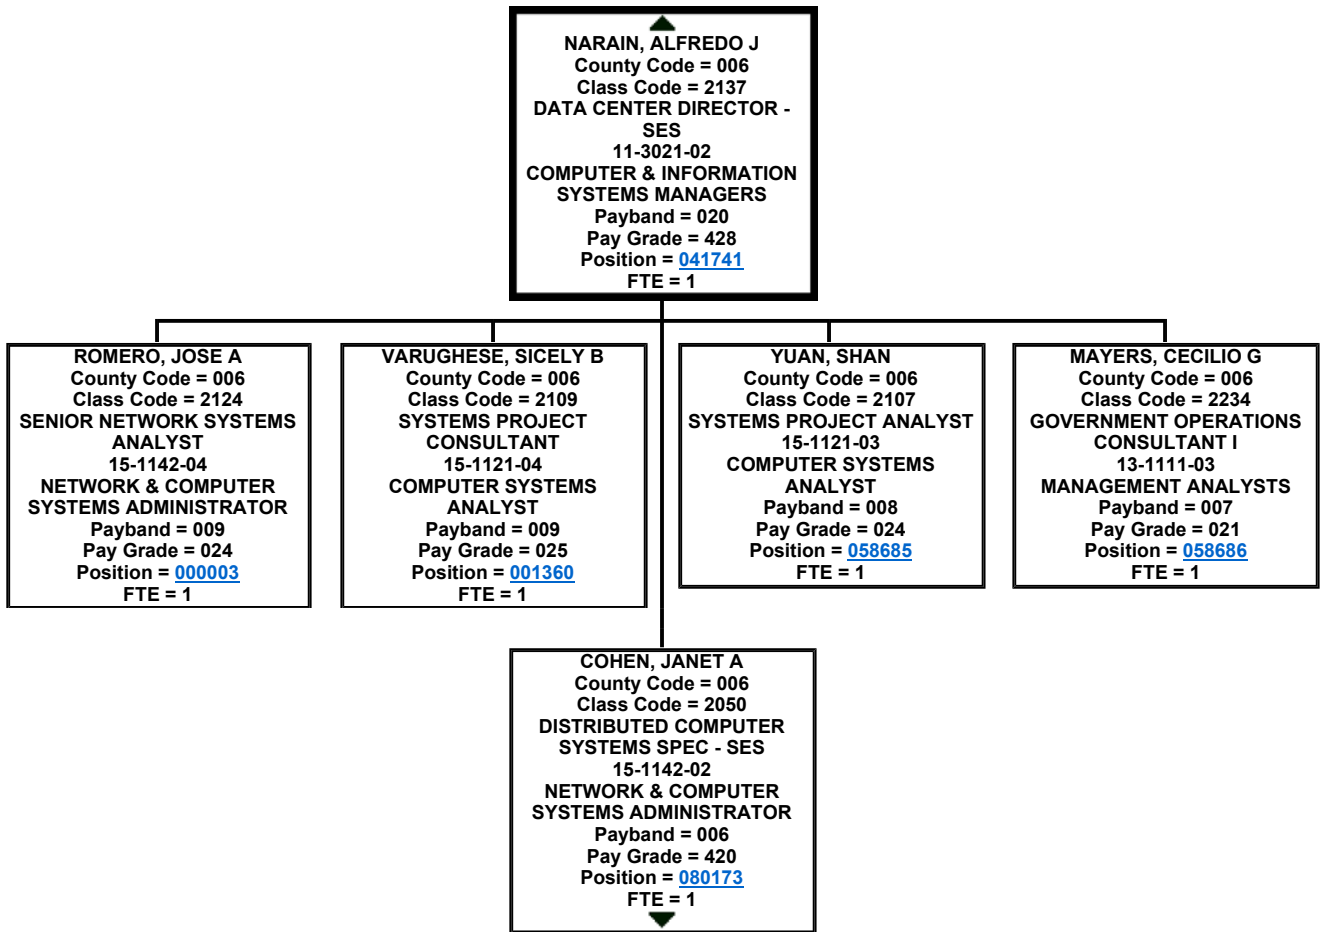 NARAIN, ALFREDO J
County Code = 006
Class Code = 2137
DATA CENTER DIRECTOR -
SES
11-3021-02
COMPUTER & INFORMATION
SYSTEMS MANAGERS
Payband = 020
Pay Grade = 428
Position = 041741
FTE = 1
ROMERO, JOSE A
County Code = 006
Class Code = 2124
SENIOR NETWORK SYSTEMS
ANALYST
15-1142-04
NETWORK & COMPUTER
SYSTEMS ADMINISTRATOR
Payband = 009
Pay Grade = 024
Position = 000003
FTE = 1
VARUGHESE, SICELY B
County Code = 006
Class Code = 2109
SYSTEMS PROJECT
CONSULTANT
15-1121-04
COMPUTER SYSTEMS
ANALYST
Payband = 009
Pay Grade = 025
Position = 001360
FTE = 1
YUAN, SHAN
County Code = 006
Class Code = 2107
SYSTEMS PROJECT ANALYST
15-1121-03
COMPUTER SYSTEMS
ANALYST
Payband = 008
Pay Grade = 024
Position = 058685
FTE = 1
MAYERS, CECILIO G
County Code = 006
Class Code = 2234
GOVERNMENT OPERATIONS
CONSULTANT I
13-1111-03
MANAGEMENT ANALYSTS
Payband = 007
Pay Grade = 021
Position = 058686
FTE = 1
COHEN, JANET A
County Code = 006
Class Code = 2050
DISTRIBUTED COMPUTER
SYSTEMS SPEC - SES
15-1142-02
NETWORK & COMPUTER
SYSTEMS ADMINISTRATOR
Payband = 006
Pay Grade = 420
Position = 080173
FTE = 1